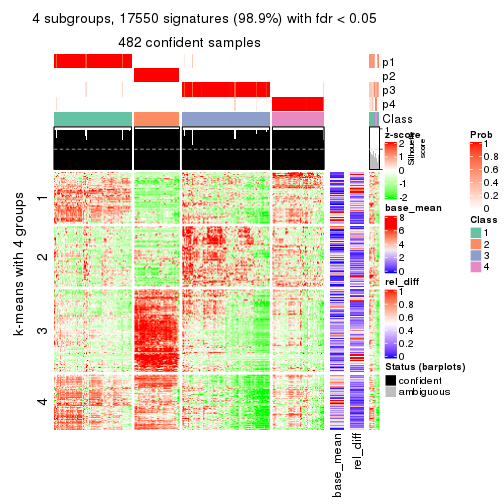 4 subgroups, 17550 signatures (98.9%) with fdr < 0.05
482 confident samples
p1
p2
p3
p4
Class
1
Silhouette
score
z-score
2
1
0
-1
-2
base_mean
8
6
4
2
0
rel_diff
1
0.8
0.6
0.4
0.2
0
Status (barplots)
confident
ambiguous
Prob
1
0.8
0.6
0.4
0.2
0
Class
1
2
3
4
k-means with 4 groups
1
2
3
4
base_mean
rel_diff